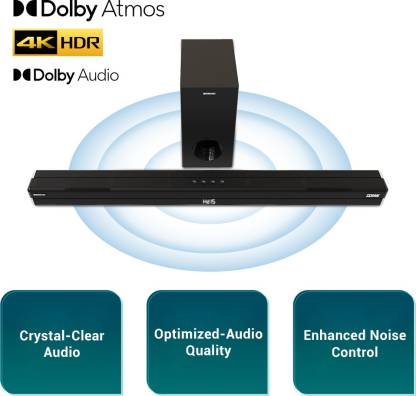 Dolby Atmos
4K HDR
Dolby Audio
Crystal-Clear
Audio
Optimized-Audio
Quality
Enhanced Noise
Control